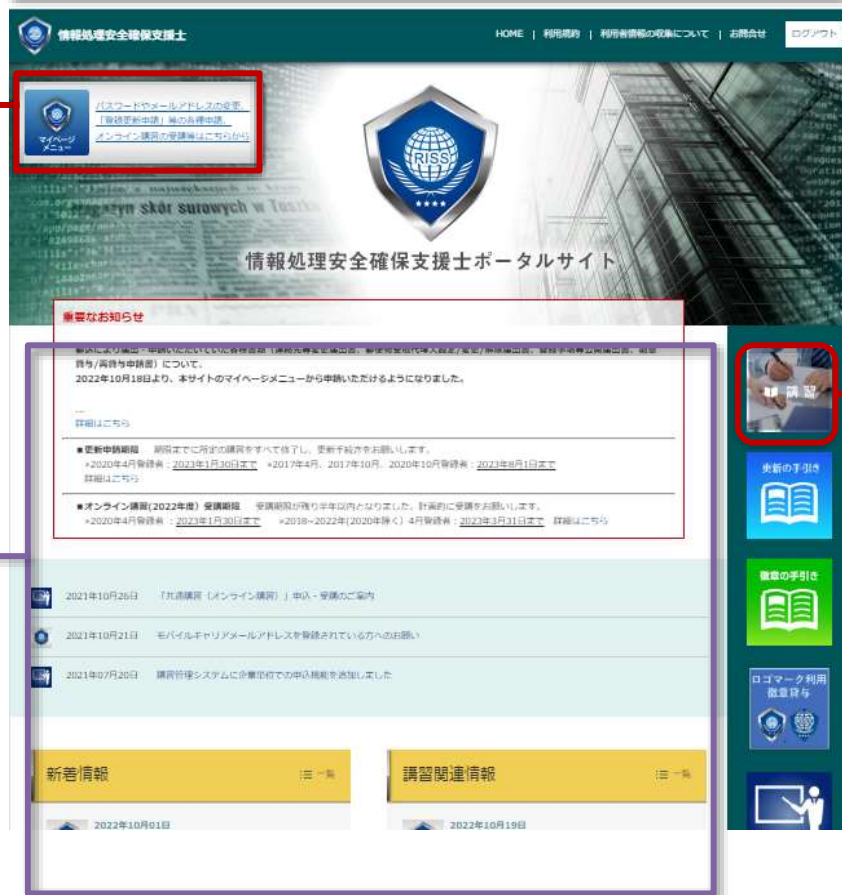 情報処理安全確保支援士
HOME | 利用規約 | 利用者情報の収集について | お問合せ ログアウト
マイページ
メニュー
パスワードやメールアドレスの変更、
「登録更新申請」等の各種申請、
オンライン講習の受講等はこちらから
RISS
情報処理安全確保支援士ポータルサイト
重要なお知らせ
貸与/再貸与申請書）について、
2022年10月18日より、本サイトのマイページメニューから申請いただけるようになりました。
...
詳細はこちら
■更新申請期限 期限までに所定の講習をすべて修了し、更新手続きをお願いします。
»2020年4月登録者：2023年1月30日まで »2017年4月、2017年10月、2020年10月登録者：2023年8月1日まで
詳細はこちら
■オンライン講習(2022年度）受講期限 受講期限が残り半年以内となりました。計画的に受講をお願いします。
»2020年4月登録者：2023年1月30日まで »2018~2022年(2020年除く）4月登録者：2023年3月31日まで 詳細はこちら
講習
更新の手引き
徽章の手引き
ロゴマーク利用
徽章貸与
2021年10月26日 「共通講習（オンライン講習）」申込・受講のご案内
2021年10月21日 モバイルキャリアメールアドレスを登録されている方へのお願い
2021年07月20日 講習管理システムに企業単位での申込機能を追加しました
新着情報 一覧
講習関連情報 一覧
2022年10月01日
2022年10月19日